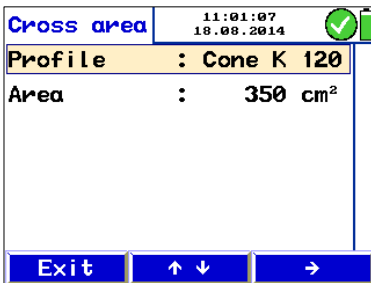 Cross area
11:01:07
18.08.2014
Profile : Cone K 120
Area : 350 cm²
Exit ↑ ↓ →